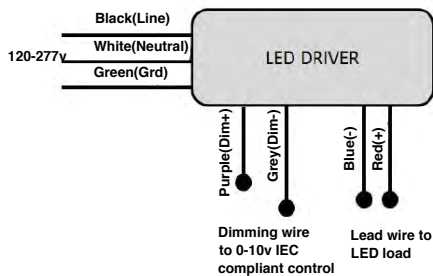 Black(Line)
120-277v
White(Neutral)
Green(Grd)
LED DRIVER
Purple(Dim+)
Grey(Dim-)
Blue(-)
Red(+)
Dimming wire
to 0-10v IEC
compliant control
Lead wire to
LED load